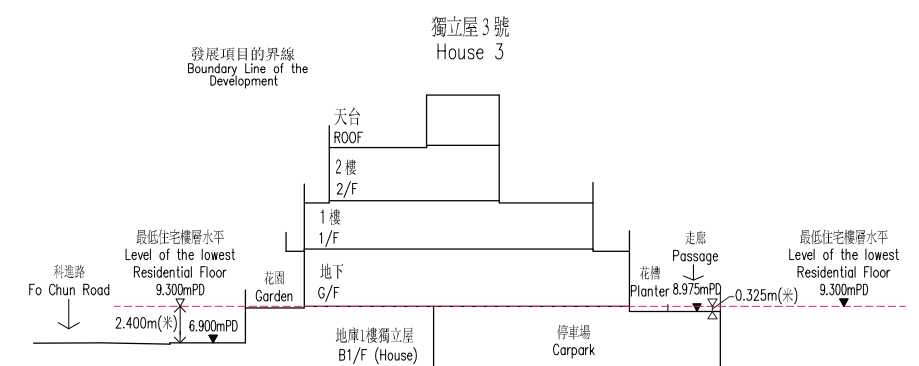 獨立屋 3 號
House 3
發展項目的界線
Boundary Line of the
Development
天台
ROOF
2 樓
2/F
1 樓
1/F
最低住宅樓層水平
Level of the lowest
Residential Floor
9.300mPD
科進路
Fo Chun Road
2.400m(米)
6.900mPD
花園
Garden
地下
G/F
花槽
Planter
走廊
Passage
8.975mPD
0.325m(米)
最低住宅樓層水平
Level of the lowest
Residential Floor
9.300mPD
地庫1樓獨立屋
B1/F (House)
停車場
Carpark